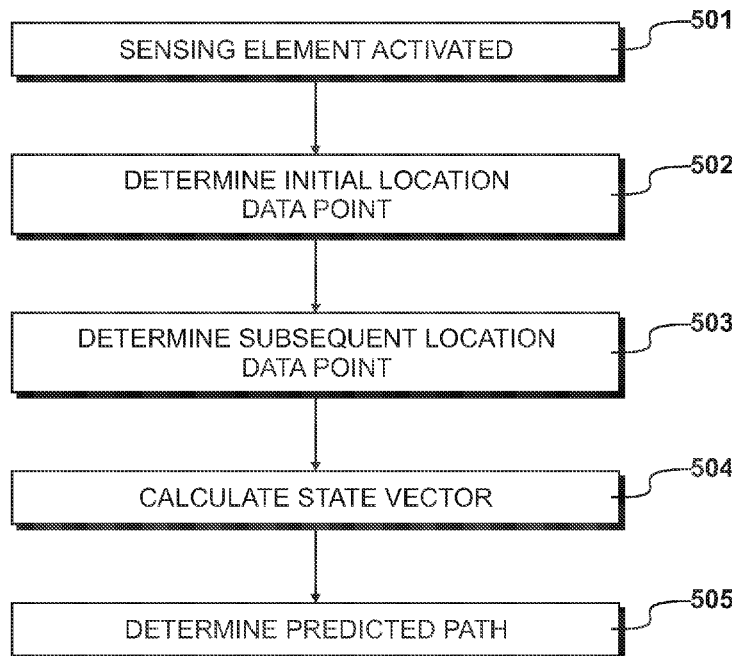 501
SENSING ELEMENT ACTIVATED
502
DETERMINE INITIAL LOCATION
DATA POINT
503
DETERMINE SUBSEQUENT LOCATION
DATA POINT
504
CALCULATE STATE VECTOR
505
DETERMINE PREDICTED PATH